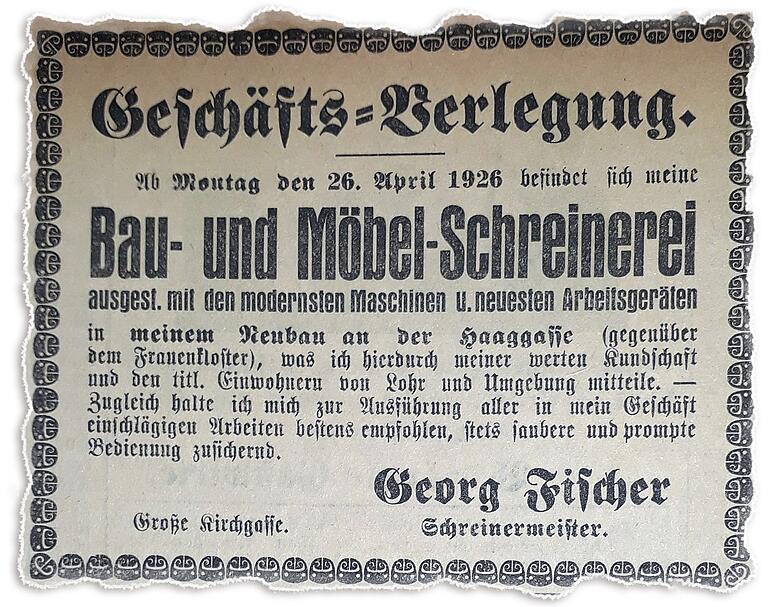 Geschäfts=Verlegung.
Ab Montag den 26. April 1926 befindet sich meine
Bau- und Möbel-Schreinerei
ausgest. mit den modernsten Maschinen u. neuesten Arbeitsgeräten
in meinem Neubau an der Haaggasse (gegenüber
dem Frauenkloster), was ich hierdurch meiner werten Kundschaft
und den titl. Einwohnern von Lohr und Umgebung mitteile. —
Zugleich halte ich mich zur Ausführung aller in mein Geschäft
einschlägigen Arbeiten bestens empfohlen, stets saubere und prompte
Bedienung zusichernd.
Georg Fischer
Große Kirchgasse. Schreinermeister.